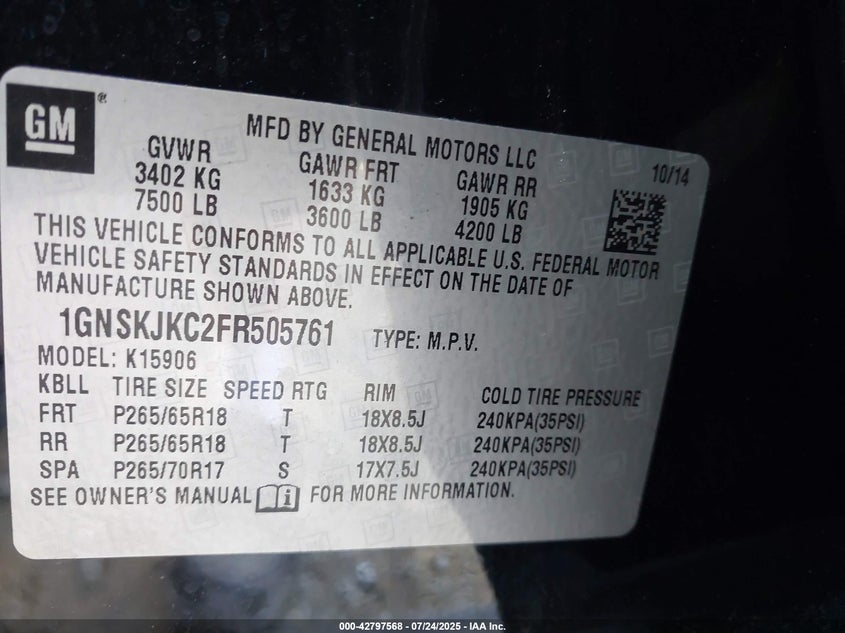 GM ®
MFD BY GENERAL MOTORS LLC
GVWR GAWR FRT GAWR RR 10/14
3402 KG 1633 KG 1905 KG
7500 LB 3600 LB 4200 LB
THIS VEHICLE CONFORMS TO ALL APPLICABLE U.S. FEDERAL MOTOR
VEHICLE SAFETY STANDARDS IN EFFECT ON THE DATE OF
MANUFACTURE SHOWN ABOVE.
1GNSKJKC2FR505761 TYPE: M.P.V.
MODEL: K15906
KBLL TIRE SIZE SPEED RTG RIM COLD TIRE PRESSURE
FRT P265/65R18 T 18X8.5J 240KPA(35PSI)
RR P265/65R18 T 18X8.5J 240KPA(35PSI)
SPA P265/70R17 S 17X7.5J 240KPA(35PSI)
SEE OWNER'S MANUAL i FOR MORE INFORMATION.
000-42797568 - 07/24/2025 - IAA Inc.